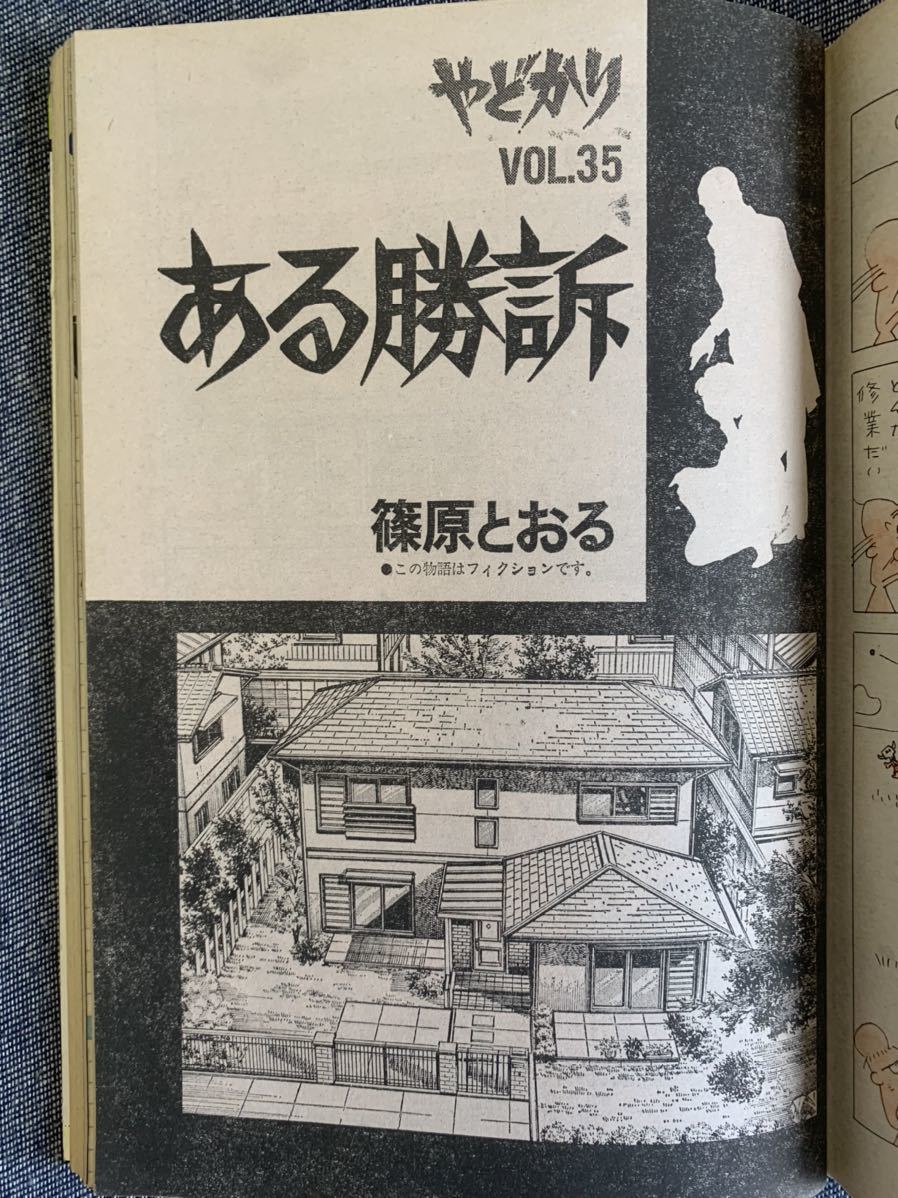 やどかり
VOL.35
ある勝訴
篠原とおる
●この物語はフィクションです。
修業だい